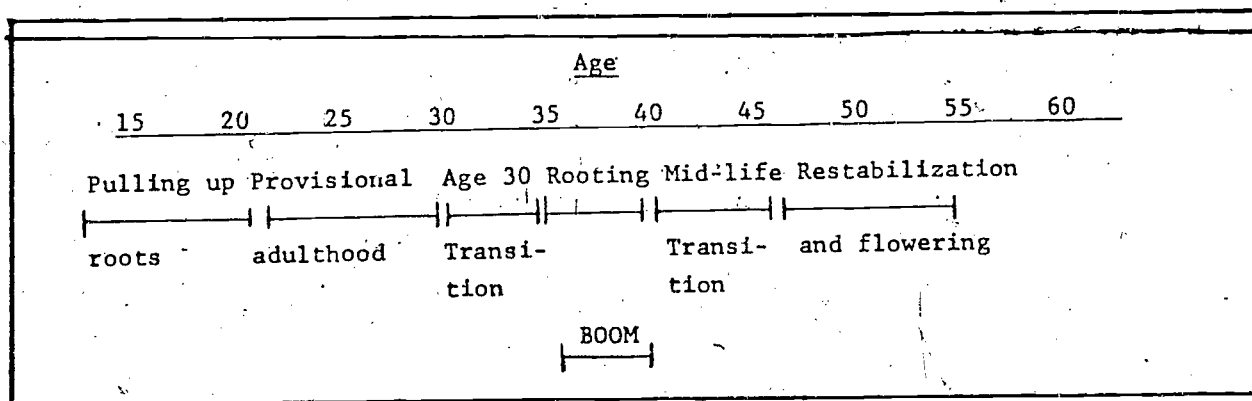 Age
15 20 25 30 35 40 45 50 55 60
Pulling up Provisional Age 30 Rooting Mid-life Restabilization
roots adulthood Transi- Transi- and flowering
tion tion
BOOM